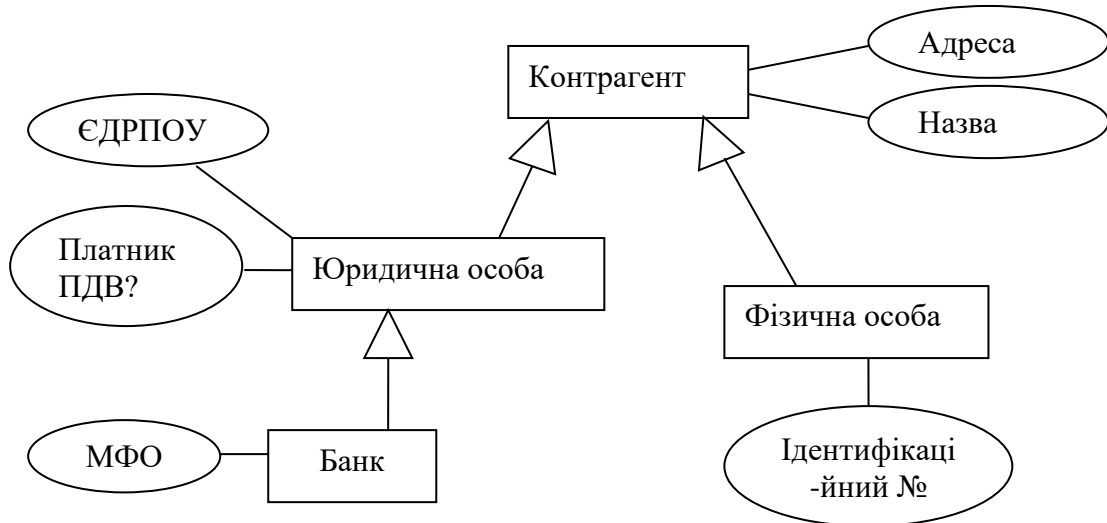 Адреса
Контрагент
Назва
ЄДРПОУ
Платник
ПДВ?
Юридична особа
Фізична особа
МФО
Банк
Ідентифікаці
-йний №